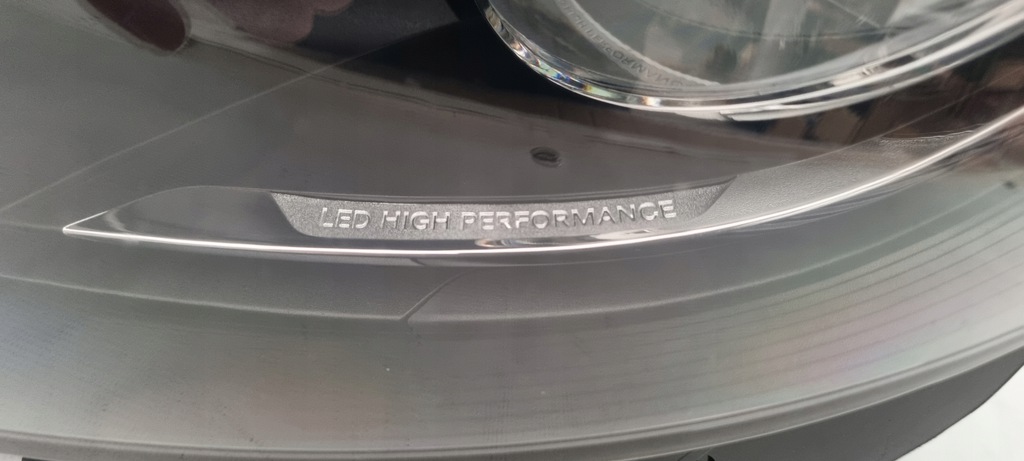 LED HIGH PERFORMANCE